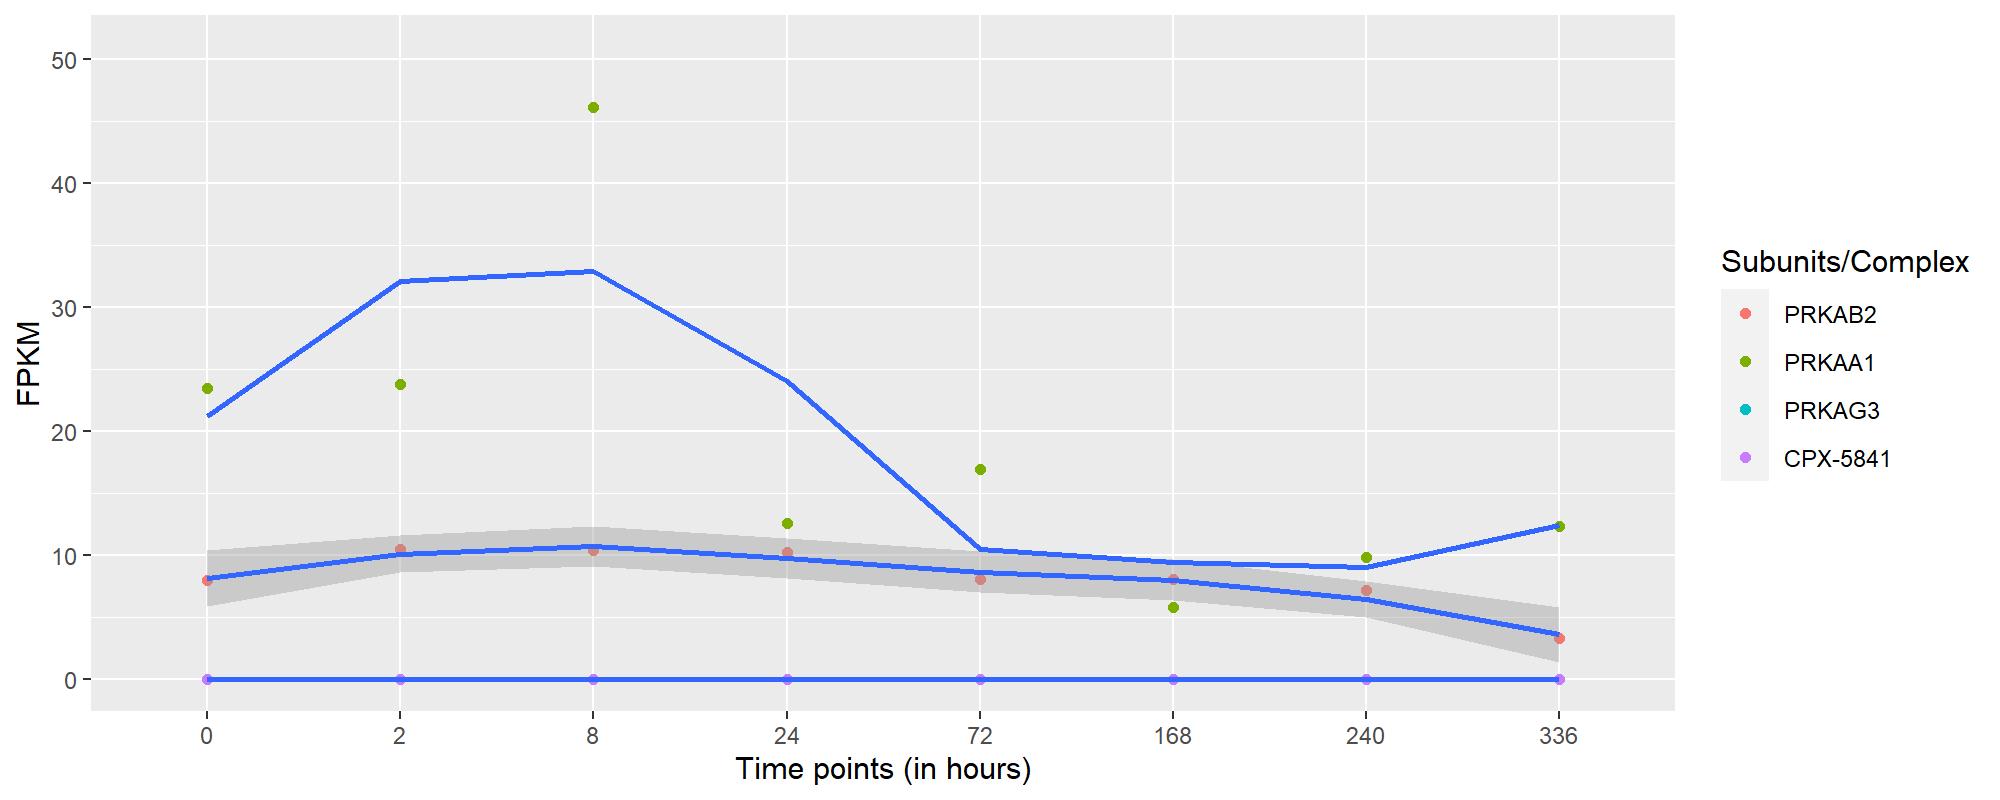 50
40
30
20
10
0
FPKM
0 2 8 24 72 168 240 336
Time points (in hours)
Subunits/Complex
PRKAB2
PRKAA1
PRKAG3
CPX-5841